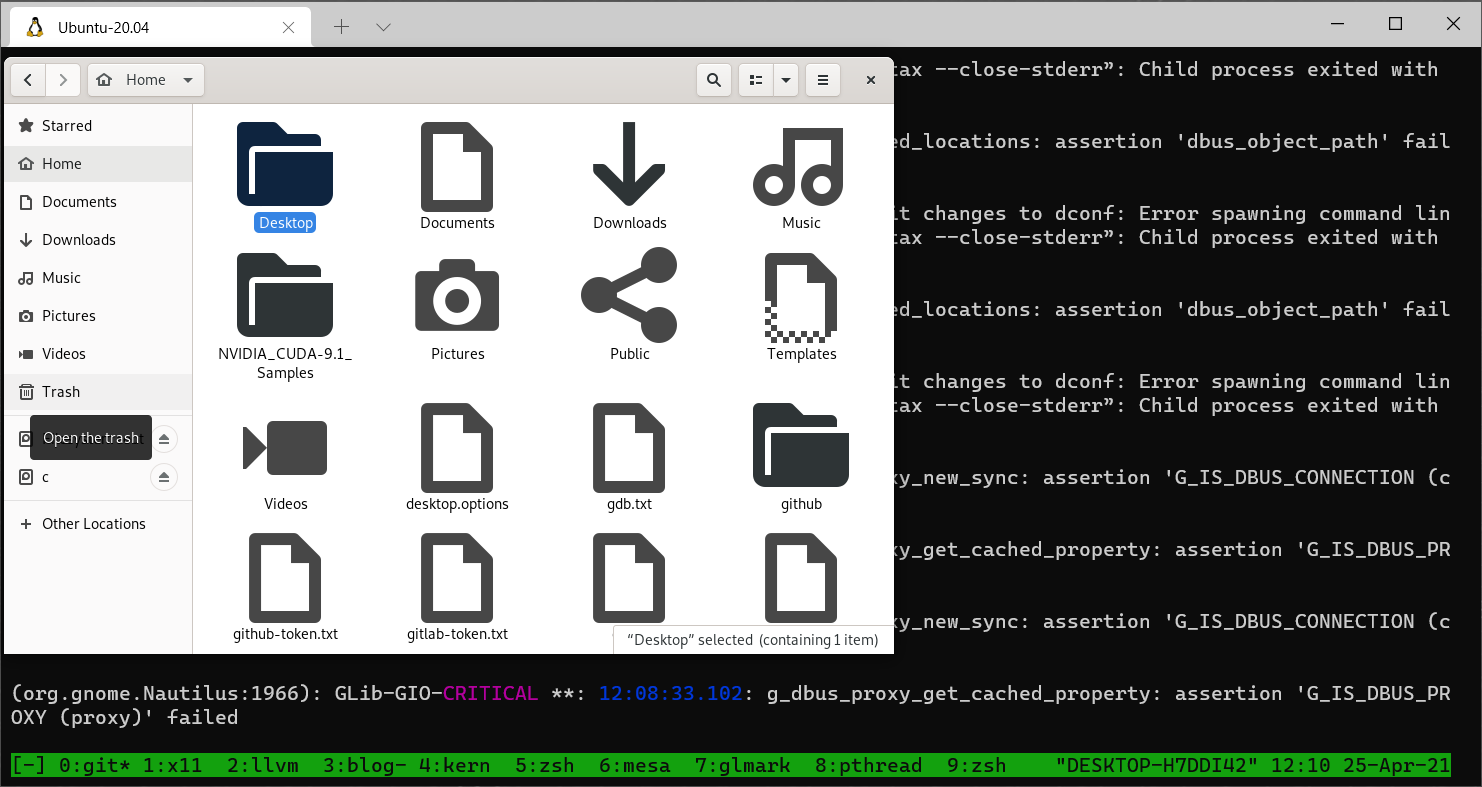 Ubuntu-20.04
Home
Starred
Home
Documents
Downloads
Music
Pictures
Videos
Trash
Open the trash
c
Other Locations
Desktop
Documents
Downloads
Music
NVIDIA_CUDA-9.1_
Samples
Pictures
Public
Templates
Videos
desktop.options
gdb.txt
github
github-token.txt
gitlab-token.txt
“Desktop” selected (containing 1 item)
tax --close-stderr”: Child process exited with
ed_locations: assertion 'dbus_object_path' fail
it changes to dconf: Error spawning command lin
tax --close-stderr”: Child process exited with
ed_locations: assertion 'dbus_object_path' fail
it changes to dconf: Error spawning command lin
tax --close-stderr”: Child process exited with
xy_new_sync: assertion 'G_IS_DBUS_CONNECTION (c
xy_get_cached_property: assertion 'G_IS_DBUS_PR
xy_new_sync: assertion 'G_IS_DBUS_CONNECTION (c
(org.gnome.Nautilus:1966): GLib-GIO-CRITICAL **: 12:08:33.102: g_dbus_proxy_get_cached_property: assertion 'G_IS_DBUS_PR
OXY (proxy)' failed
[-] 0:git* 1:x11 2:llvm 3:blog- 4:kern 5:zsh 6:mesa 7:glmark 8:pthread 9:zsh "DESKTOP-H7DDI42" 12:10 25-Apr-21